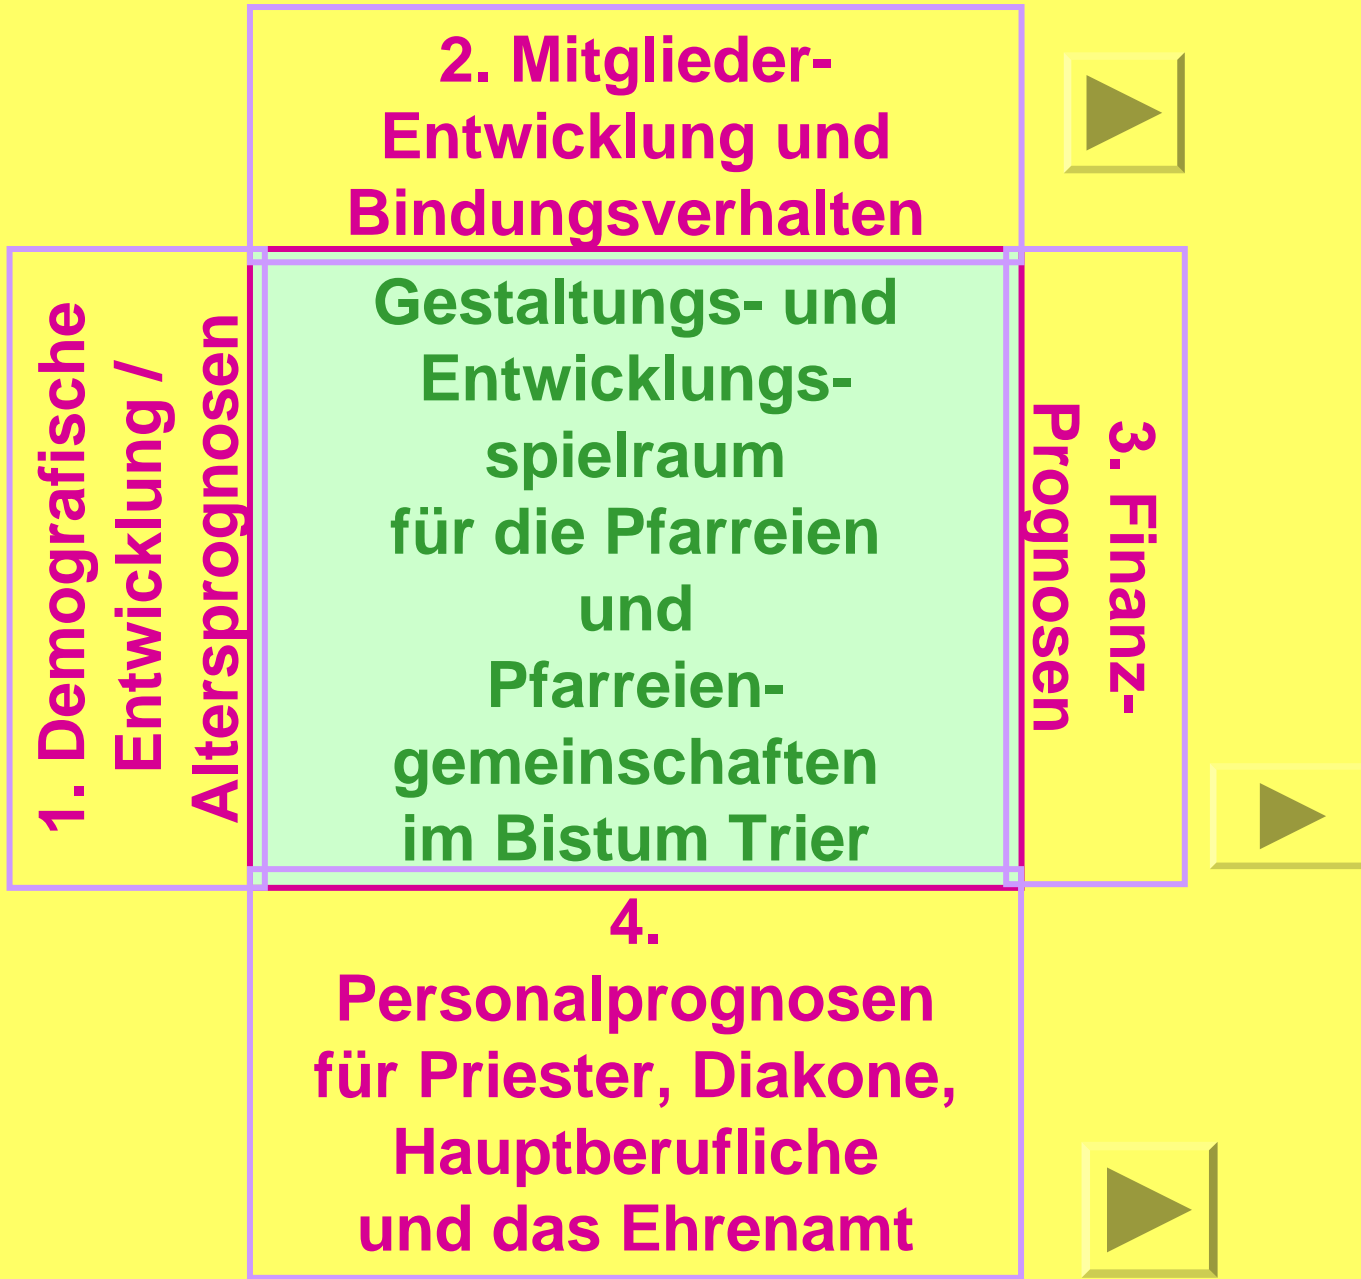 2. Mitglieder-
Entwicklung und
Bindungsverhalten
1. Demografische
Entwicklung /
Altersprognosen
Gestaltungs- und
Entwicklungs-
spielraum
für die Pfarreien
und
Pfarreien-
gemeinschaften
im Bistum Trier
3. Finanz-
Prognosen
4.
Personalprognosen
für Priester, Diakone,
Hauptberufliche
und das Ehrenamt